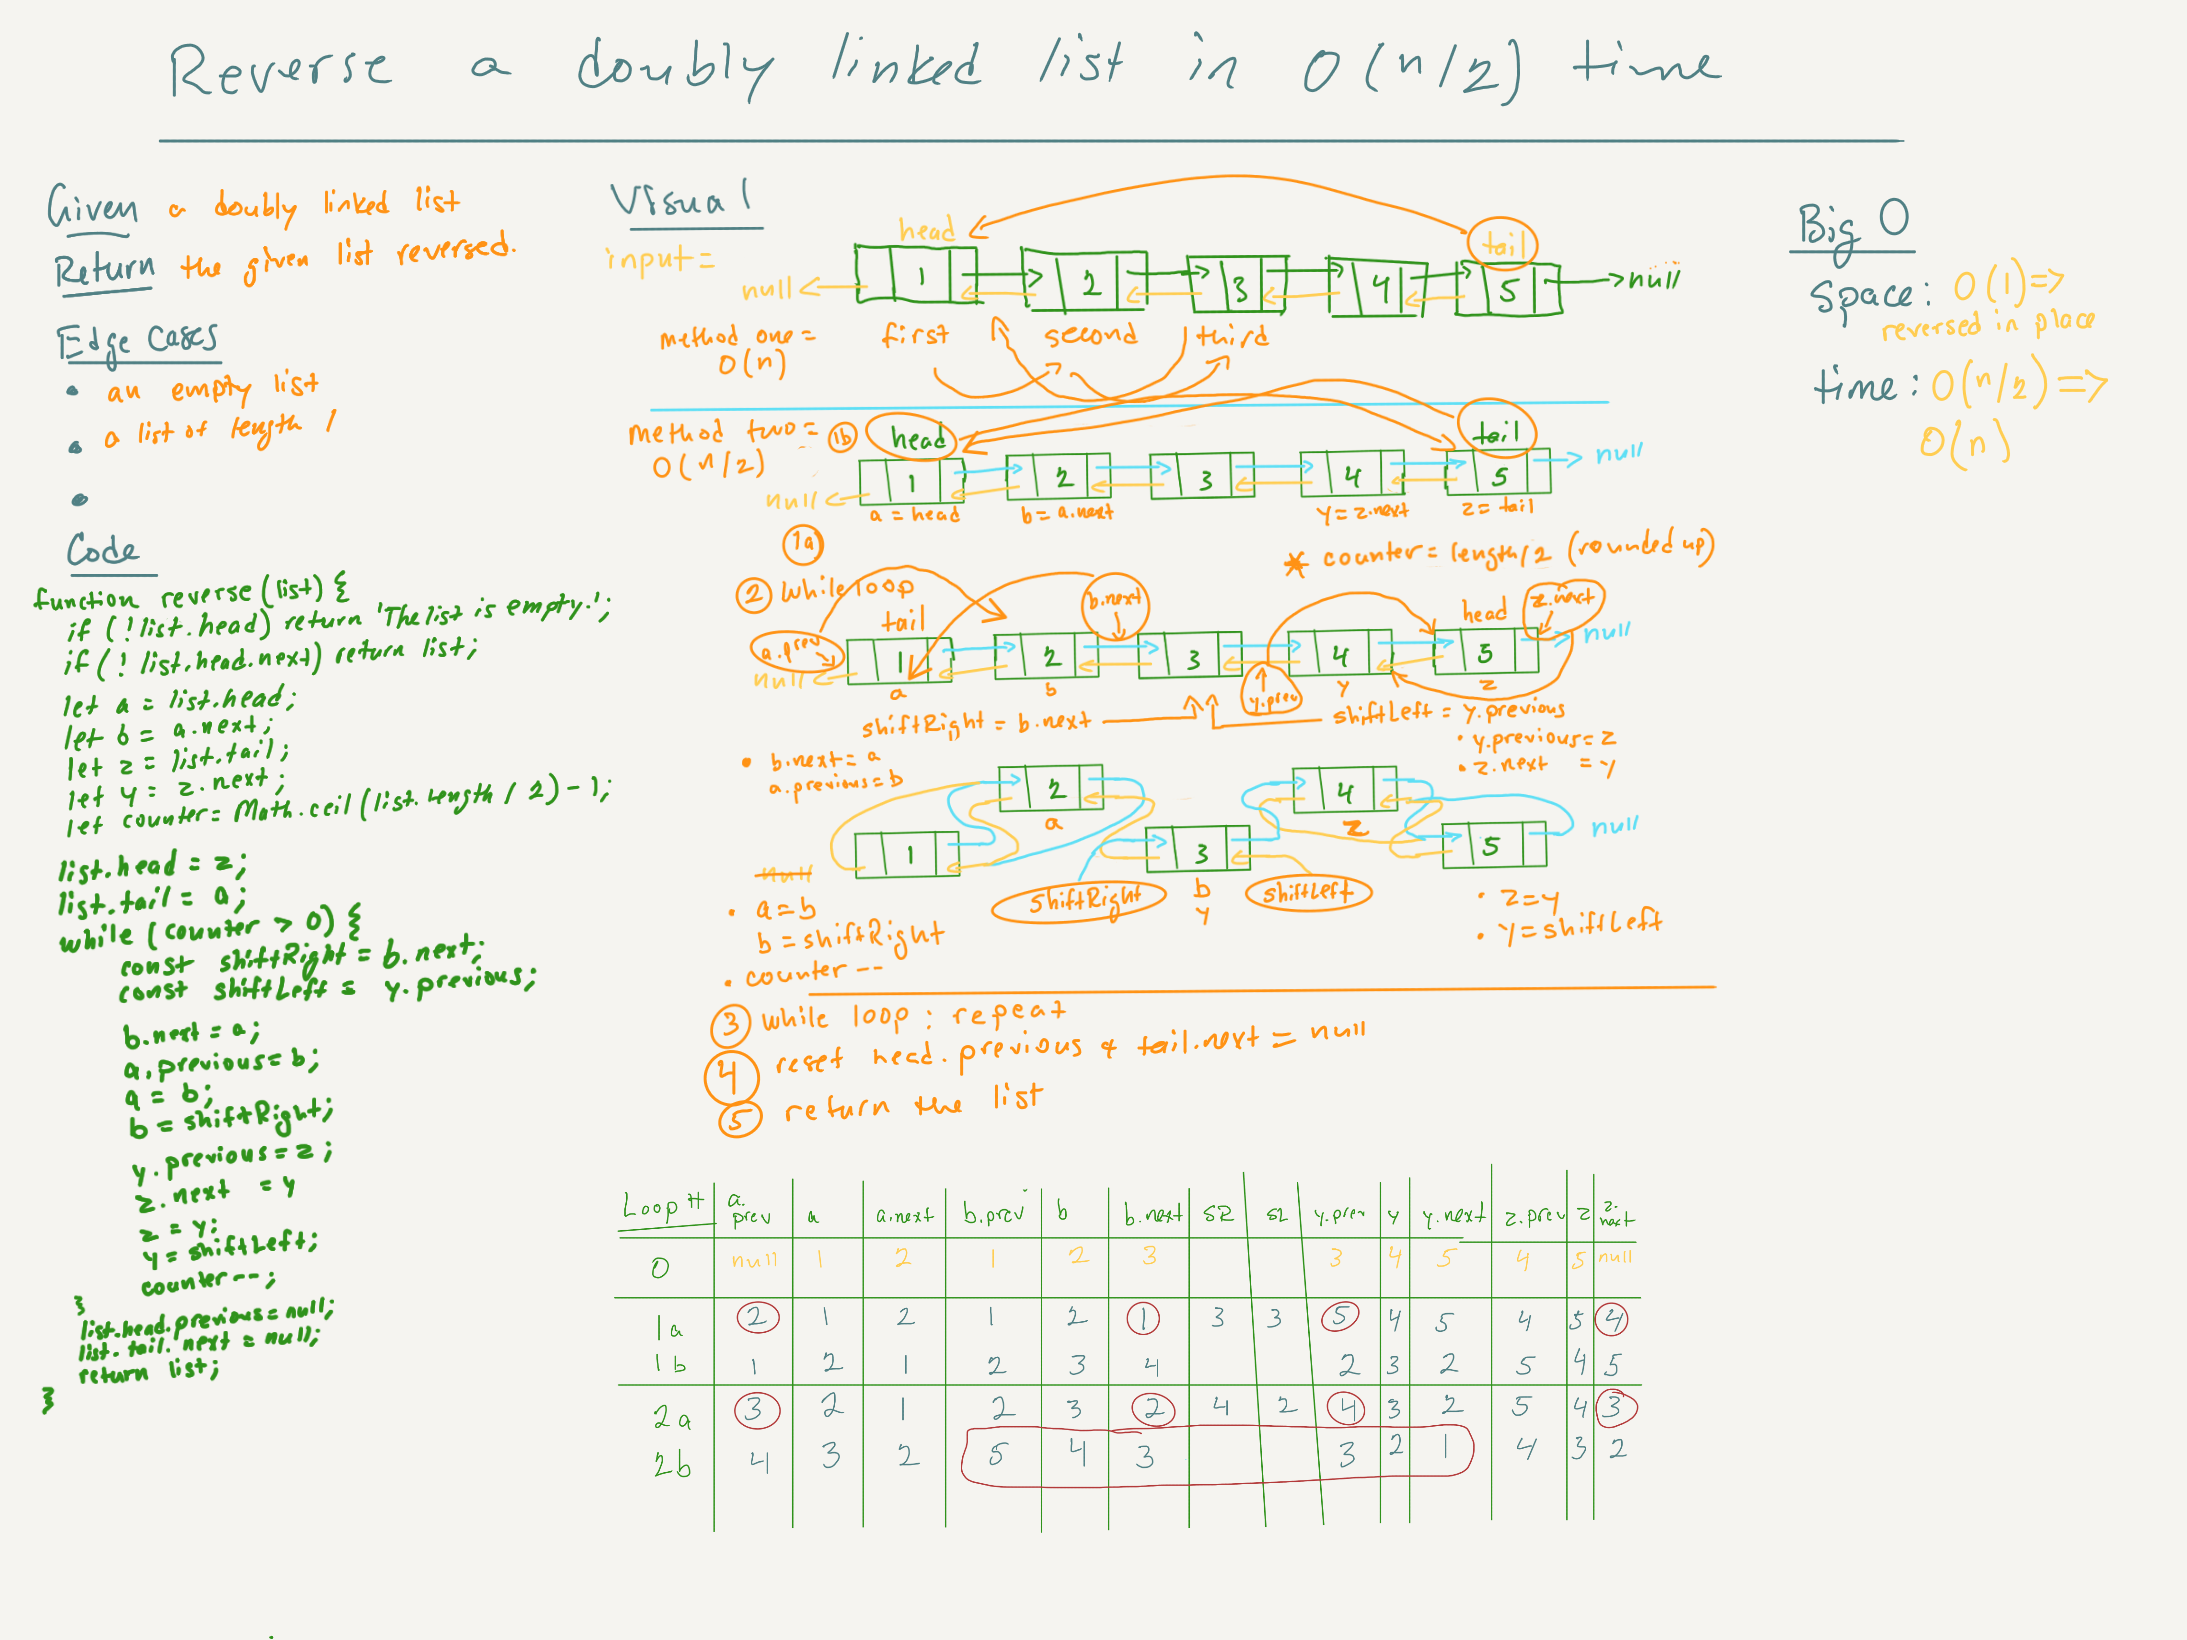 Reverse a doubly linked list in O(n/2) time
Given a doubly linked list
Return the given list reversed.
Edge Cases
• an empty list
• a list of length 1
•
Code
function reverse(list) {
if (!list.head) return 'The list is empty.';
if (! list.head.next) return list;
let a = list.head;
let b = a.next;
let z = list.tail;
let y = z.next;
let counter = Math.ceil(list.length / 2) - 1;
list.head = z;
list.tail = a;
while (counter > 0) {
const shiftRight = b.next;
const shiftLeft = y.previous;
b.next = a;
a.previous = b;
a = b;
b = shiftRight;
y.previous = z;
z.next = y
z = y;
y = shiftLeft;
counter--;
}
list.head.previous = null;
list.tail.next = null;
return list;
}
Visual
head
tail
input =
null 1 2 3 4 5 null
method one = first second third
O(n)
method two = 1b head tail
O(n/2)
null 1 2 3 4 5 null
a = head b = a.next y = z.next z = tail
1a
* counter = length/2 (rounded up)
2 while loop b.next head z.next
tail
a.prev 1 2 3 4 5 null
null a b y.prev y z
shiftRight = b.next shiftLeft = y.previous
• b.next = a • y.previous = z
a.previous = b • z.next = y
2 4
a z
1 3 5 null
null
shiftRight b shiftLeft
y
• a = b • z = y
b = shiftRight • y = shiftLeft
• counter--
3 while loop : repeat
4 reset head.previous & tail.next = null
5 return the list
Loop # a.prev a a.next b.prev b b.next SR SL y.prev y y.next z.prev z z.next
0 null 1 2 1 2 3 3 4 5 4 5 null
1a 2 1 2 1 2 1 3 3 5 4 5 4 5 4
1b 1 2 1 2 3 4 2 3 2 5 4 5
2a 3 2 1 2 3 2 4 2 4 3 2 5 4 3
2b 4 3 2 5 4 3 3 2 1 4 3 2
Big O
Space: O(1) =>
reversed in place
time: O(n/2) =>
O(n)